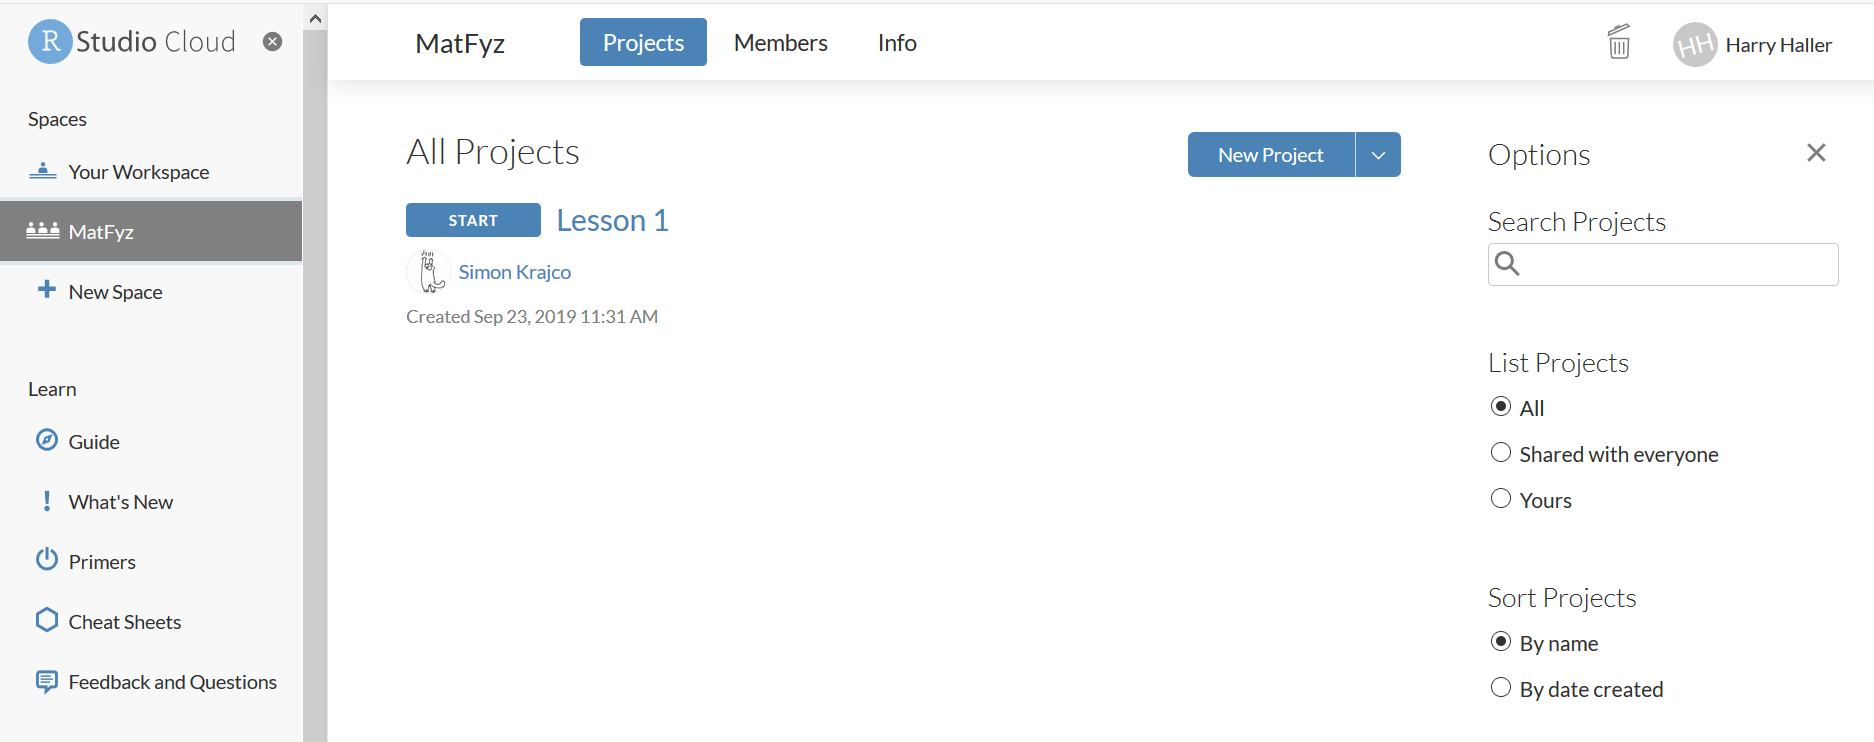 R Studio Cloud
Spaces
Your Workspace
MatFyz
New Space
Learn
Guide
What's New
Primers
Cheat Sheets
Feedback and Questions
MatFyz
Projects
Members
Info
HH
Harry Haller
All Projects
New Project
START
Lesson 1
Simon Krajco
Created Sep 23, 2019 11:31 AM
Options
Search Projects
List Projects
All
Shared with everyone
Yours
Sort Projects
By name
By date created